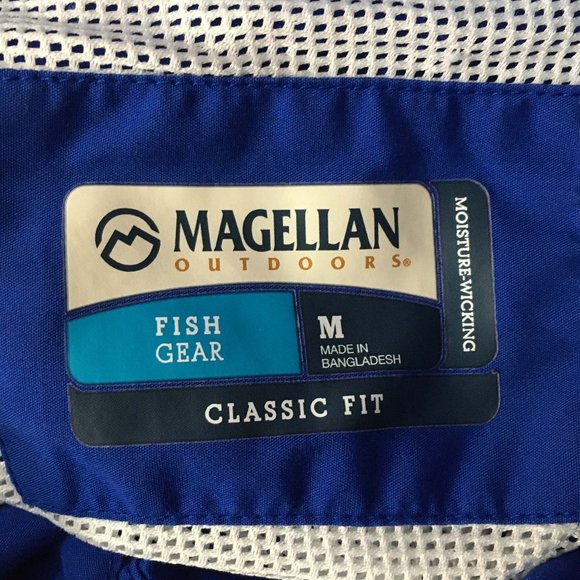 MAGELLAN
OUTDOORS®
FISH
GEAR
M
MADE IN
BANGLADESH
MOISTURE-WICKING
CLASSIC FIT